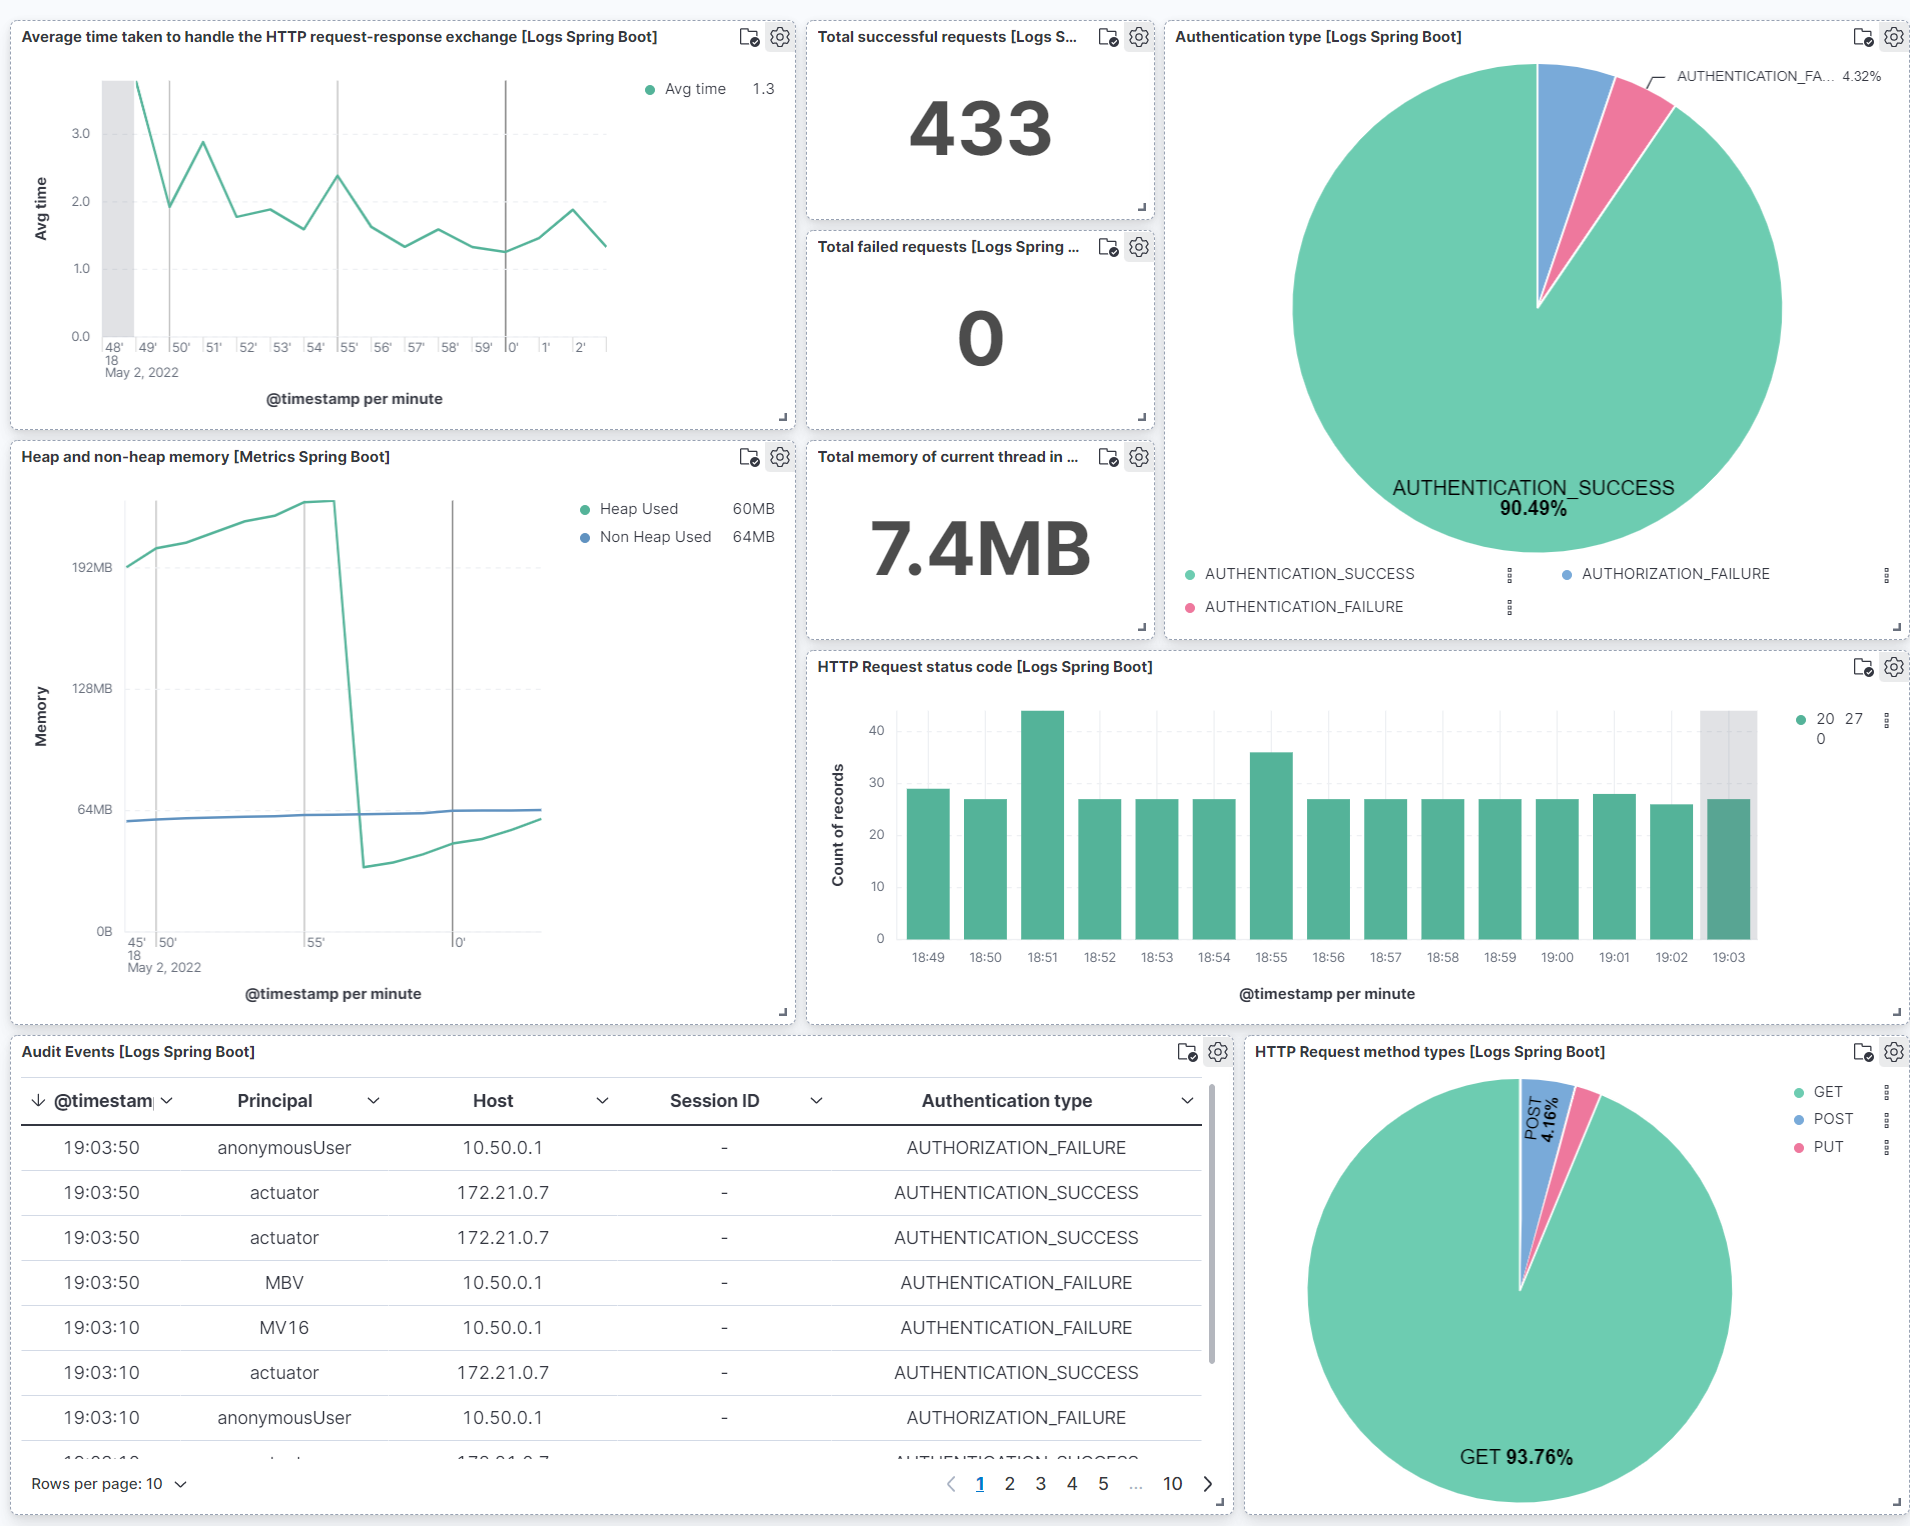 Average time taken to handle the HTTP request-response exchange [Logs Spring Boot]
Avg time 1.3
Avg time
3.0
2.0
1.0
0.0
48' 49' 50' 51' 52' 53' 54' 55' 56' 57' 58' 59' 0' 1' 2'
18
May 2, 2022
@timestamp per minute
Total successful requests [Logs S...
433
Total failed requests [Logs Spring ...
0
Authentication type [Logs Spring Boot]
AUTHENTICATION_FA... 4.32%
AUTHENTICATION_SUCCESS
90.49%
AUTHENTICATION_SUCCESS
AUTHORIZATION_FAILURE
AUTHENTICATION_FAILURE
Heap and non-heap memory [Metrics Spring Boot]
Heap Used 60MB
Non Heap Used 64MB
Memory
192MB
128MB
64MB
0B
45' 50' 55' 0'
18
May 2, 2022
@timestamp per minute
Total memory of current thread in ...
7.4MB
HTTP Request status code [Logs Spring Boot]
20 27
0
Count of records
40
30
20
10
0
18:49 18:50 18:51 18:52 18:53 18:54 18:55 18:56 18:57 18:58 18:59 19:00 19:01 19:02 19:03
@timestamp per minute
Audit Events [Logs Spring Boot]
@timestam Principal Host Session ID Authentication type
19:03:50 anonymousUser 10.50.0.1 - AUTHORIZATION_FAILURE
19:03:50 actuator 172.21.0.7 - AUTHENTICATION_SUCCESS
19:03:50 actuator 172.21.0.7 - AUTHENTICATION_SUCCESS
19:03:50 MBV 10.50.0.1 - AUTHENTICATION_FAILURE
19:03:10 MV16 10.50.0.1 - AUTHENTICATION_FAILURE
19:03:10 actuator 172.21.0.7 - AUTHENTICATION_SUCCESS
19:03:10 anonymousUser 10.50.0.1 - AUTHORIZATION_FAILURE
Rows per page: 10
1 2 3 4 5 ... 10
HTTP Request method types [Logs Spring Boot]
GET
POST
PUT
POST
4.16%
GET 93.76%